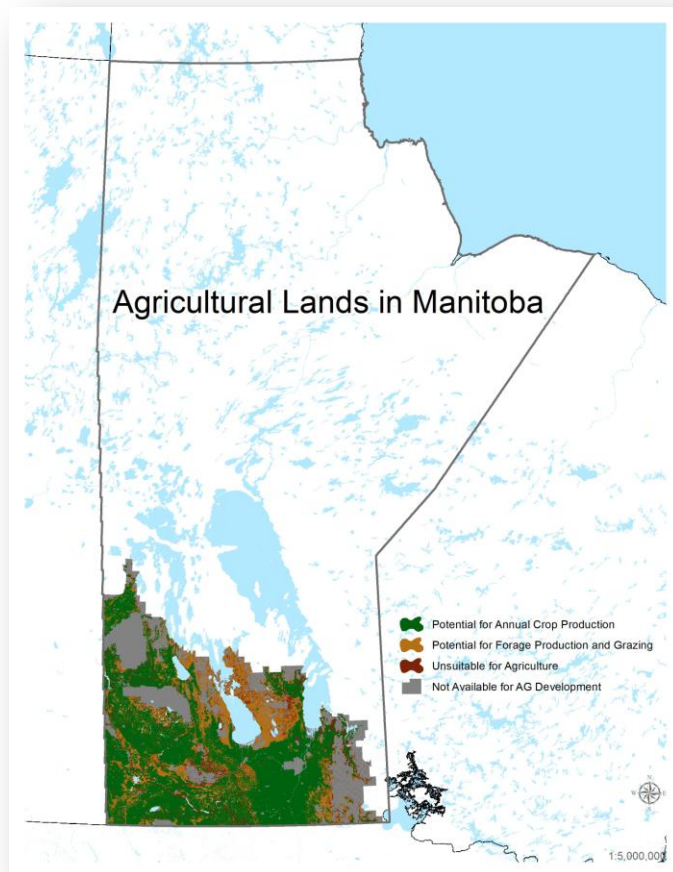 Agricultural Lands in Manitoba
Potential for Annual Crop Production
Potential for Forage Production and Grazing
Unsuitable for Agriculture
Not Available for AG Development
N
W
E
S
1:5,000,000